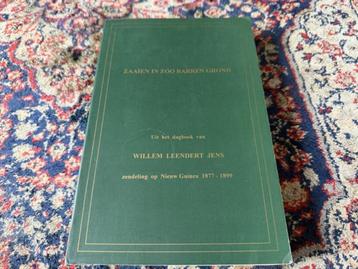 ZAAIEN IN ZOO BARREN GROND
Uit het dagboek van
WILLEM LEENDERT JENS
zendeling op Nieuw Guinea 1877 - 1899